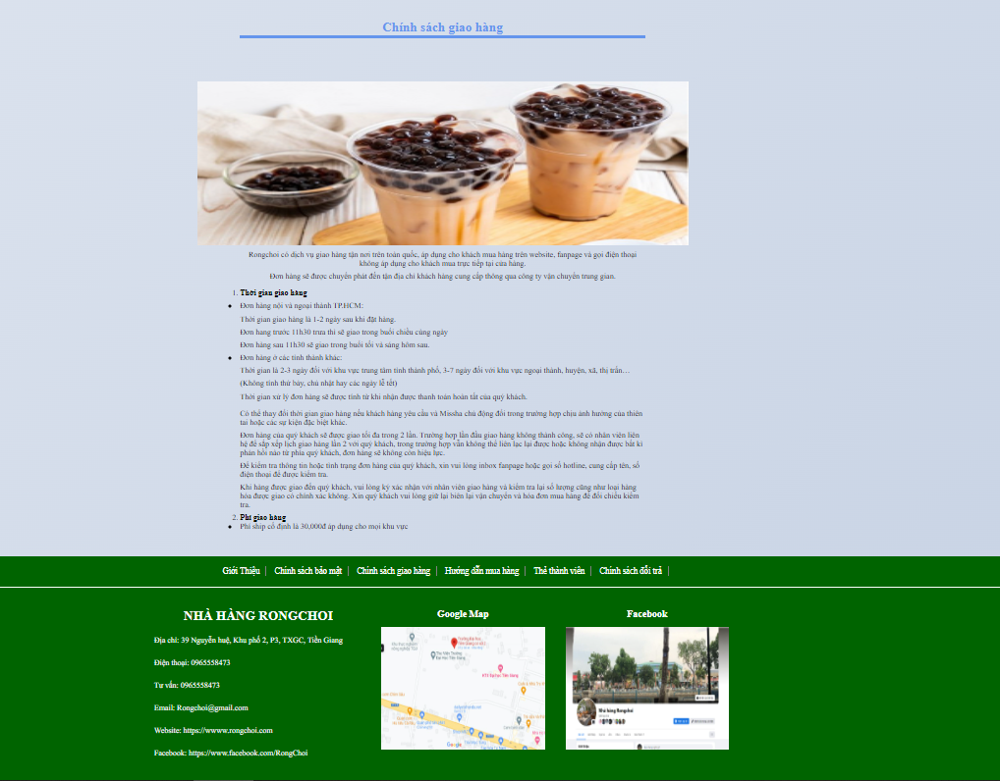 Chính sách giao hàng
Rongchoi có dịch vụ giao hàng tận nơi trên toàn quốc, áp dụng cho khách mua hàng trên website, fanpage và gọi điện thoại
không áp dụng cho khách mua trực tiếp tại cửa hàng.
Đơn hàng sẽ được chuyển phát đến tận địa chỉ khách hàng cung cấp thông qua công ty vận chuyển trung gian.
1. Thời gian giao hàng
• Đơn hàng nội và ngoại thành TP.HCM:
Thời gian giao hàng là 1-2 ngày sau khi đặt hàng.
Đơn hàng trước 11h30 trưa thì sẽ giao trong buổi chiều cùng ngày
Đơn hàng sau 11h30 sẽ giao trong buổi tối và sáng hôm sau.
• Đơn hàng ở các tỉnh thành khác:
Thời gian là 2-3 ngày đối với khu vực trung tâm tỉnh thành phố, 3-7 ngày đối với khu vực ngoại thành, huyện, xã, thị trấn…
(Không tính thứ bảy, chủ nhật hay các ngày lễ tết)
Thời gian xử lý đơn hàng sẽ được tính từ khi nhận được thanh toán hoàn tất của quý khách.
Có thể thay đổi thời gian giao hàng nếu khách hàng yêu cầu và Missha chủ động đổi trong trường hợp chịu ảnh hưởng của thiên
tai hoặc các sự kiện đặc biệt khác.
Đơn hàng của quý khách sẽ được giao tối đa trong 2 lần. Trường hợp lần đầu giao hàng không thành công, sẽ có nhân viên liên
hệ để sắp xếp lịch giao hàng lần 2 với quý khách, trong trường hợp vẫn không thể liên lạc lại được hoặc không nhận được bất kì
phản hồi nào từ phía quý khách, đơn hàng sẽ không còn hiệu lực.
Để kiểm tra thông tin hoặc tình trạng đơn hàng của quý khách, xin vui lòng inbox fanpage hoặc gọi số hotline, cung cấp tên, số
điện thoại để được kiểm tra.
Khi hàng được giao đến quý khách, vui lòng ký xác nhận với nhân viên giao hàng và kiểm tra lại số lượng cũng như loại hàng
hóa được giao có chính xác không. Xin quý khách vui lòng giữ lại biên lại vận chuyển và hóa đơn mua hàng để đối chiếu kiểm
tra.
2. Phí giao hàng
• Phí ship cố định là 30,000đ áp dụng cho mọi khu vực
Giới Thiệu | Chính sách bảo mật | Chính sách giao hàng | Hướng dẫn mua hàng | Thẻ thành viên | Chính sách đổi trả |
NHÀ HÀNG RONGCHOI
Địa chỉ: 39 Nguyễn huệ, Khu phố 2, P3, TXGC, Tiền Giang
Điện thoại: 0965558473
Tư vấn: 0965558473
Email: Rongchoi@gmail.com
Website: https://wwww.rongchoi.com
Facebook: https://www.facebook.com/RongChoi
Google Map
Google
Facebook
Nhà hàng Rongchoi